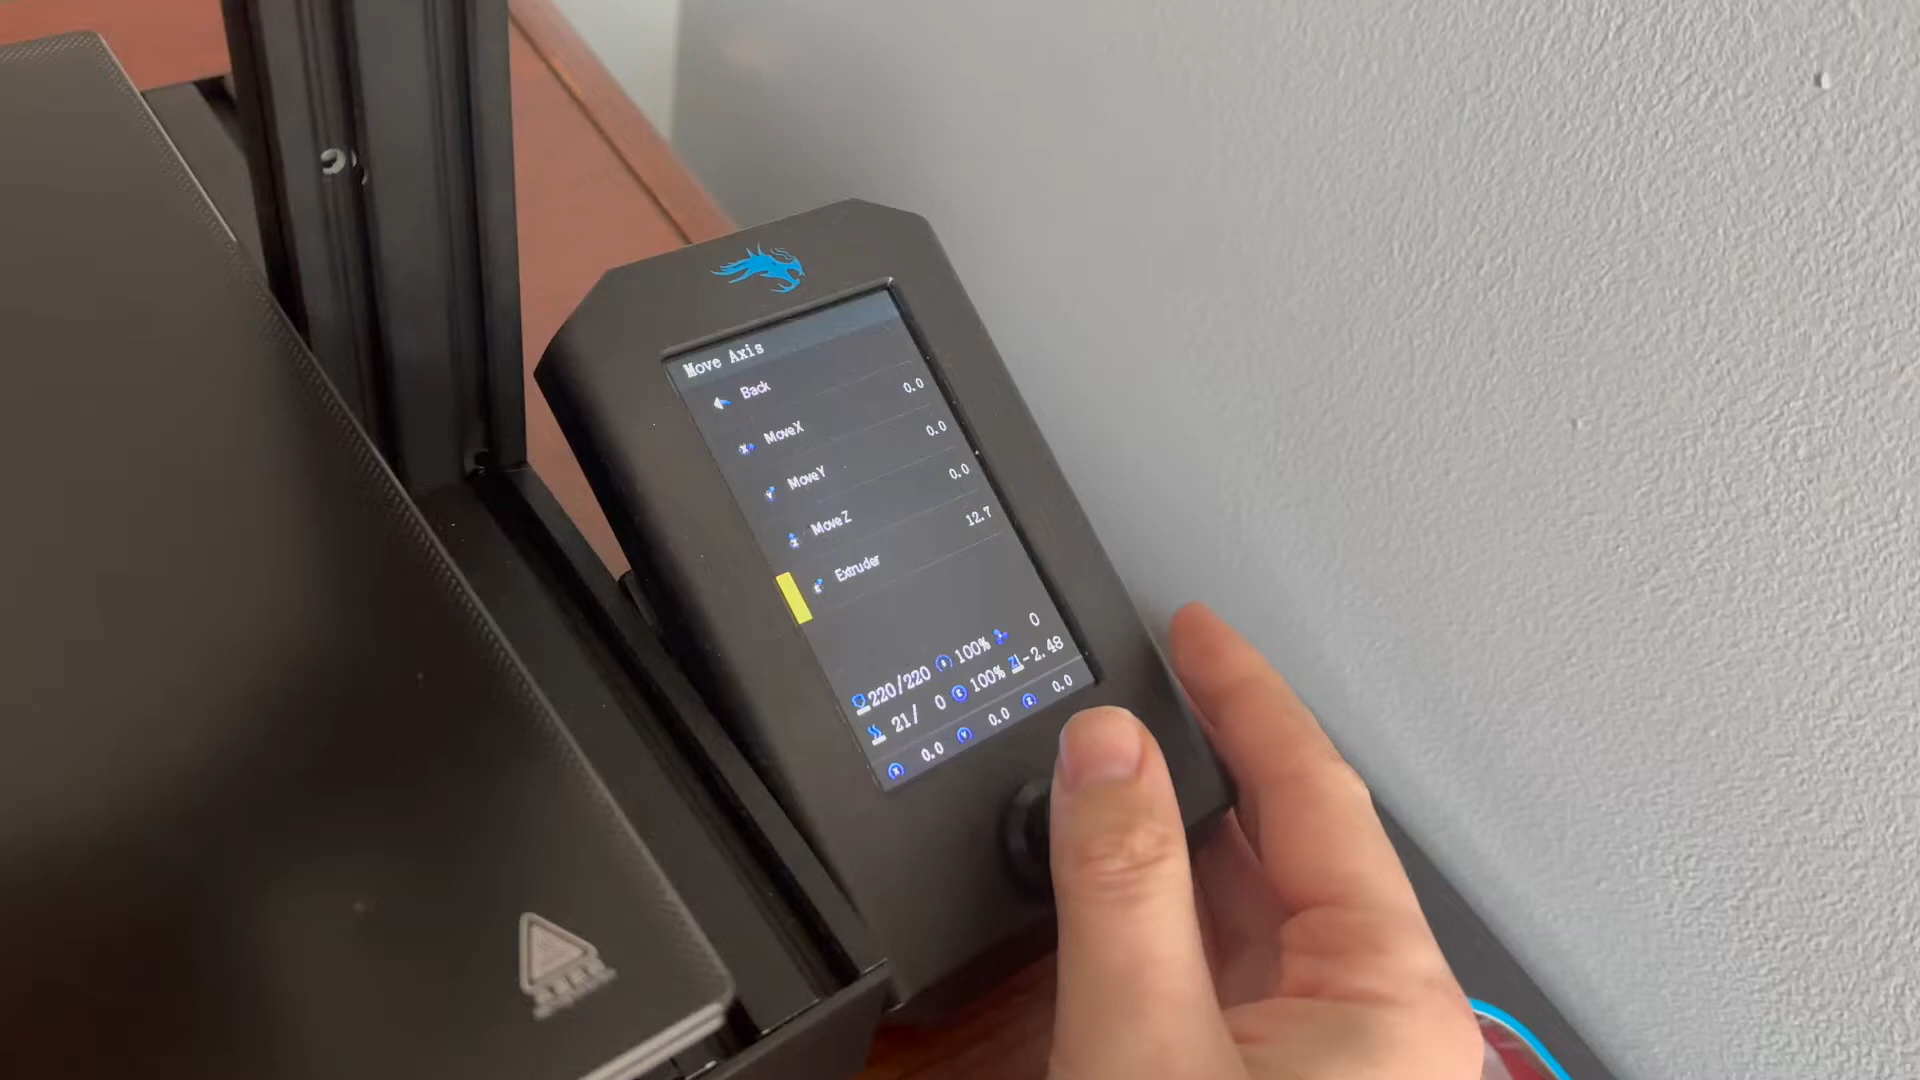 Move Axis
Back
MoveX 0.0
MoveY 0.0
MoveZ 0.0
Extruder 12.7
220/220 100% 0
21/ 0 100% -2.48
0.0 0.0 0.0